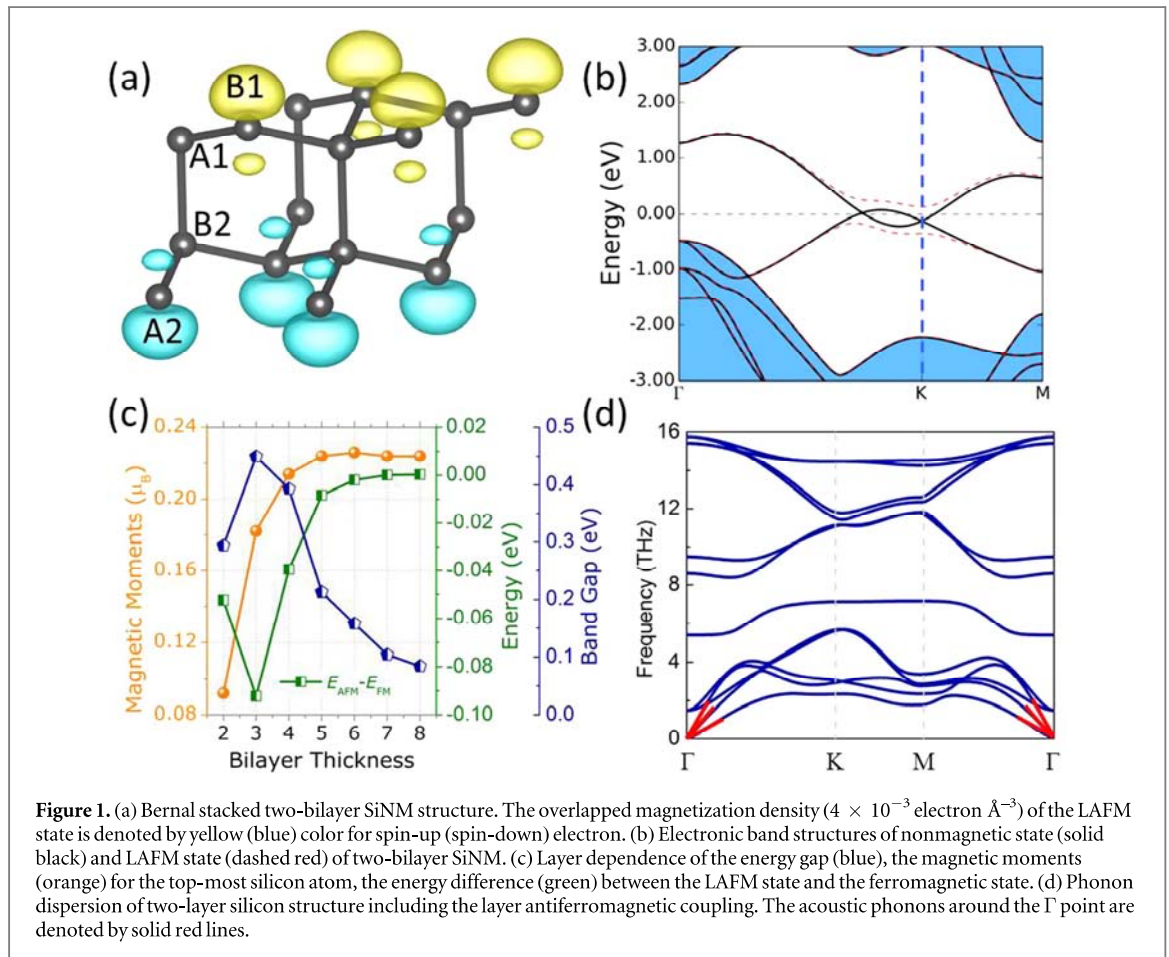 (a)
B1
A1
B2
A2
(b)
3.00
2.00
1.00
0.00
-1.00
-2.00
-3.00
Energy (eV)
Γ K M
(c)
0.24
0.20
0.16
0.12
0.08
Magnetic Moments (μB)
0.02
0.00
-0.02
-0.04
-0.06
-0.08
-0.10
Energy (eV)
0.5
0.4
0.3
0.2
0.1
0.0
Band Gap (eV)
EAFM-EFM
2 3 4 5 6 7 8
Bilayer Thickness
(d)
16
12
8
4
0
Frequency (THz)
Γ K M Γ
Figure 1. (a) Bernal stacked two-bilayer SiNM structure. The overlapped magnetization density (4 × 10⁻³ electron Å⁻³) of the LAFM
state is denoted by yellow (blue) color for spin-up (spin-down) electron. (b) Electronic band structures of nonmagnetic state (solid
black) and LAFM state (dashed red) of two-bilayer SiNM. (c) Layer dependence of the energy gap (blue), the magnetic moments
(orange) for the top-most silicon atom, the energy difference (green) between the LAFM state and the ferromagnetic state. (d) Phonon
dispersion of two-layer silicon structure including the layer antiferromagnetic coupling. The acoustic phonons around the Γ point are
denoted by solid red lines.